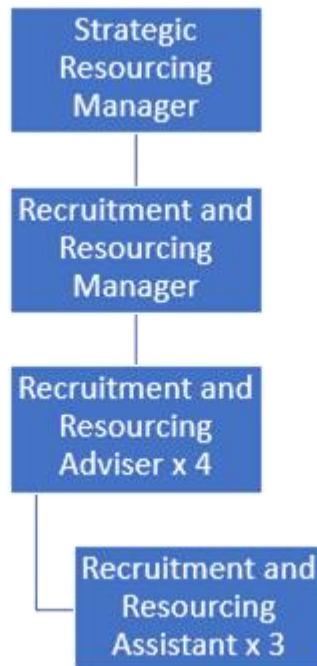 Strategic
Resourcing
Manager
Recruitment and
Resourcing
Manager
Recruitment and
Resourcing
Adviser x 4
Recruitment and
Resourcing
Assistant x 3